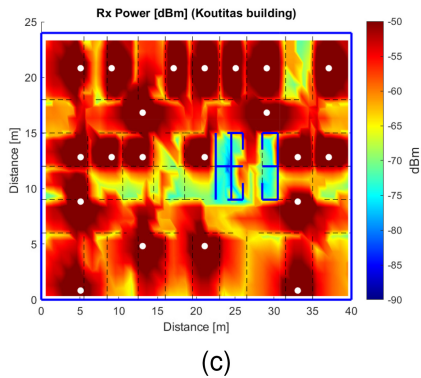 Rx Power [dBm] (Koutitas building)
25
20
15
10
5
0
Distance [m]
0 5 10 15 20 25 30 35 40
Distance [m]
-50
-55
-60
-65
-70
-75
-80
-85
-90
dBm
(c)